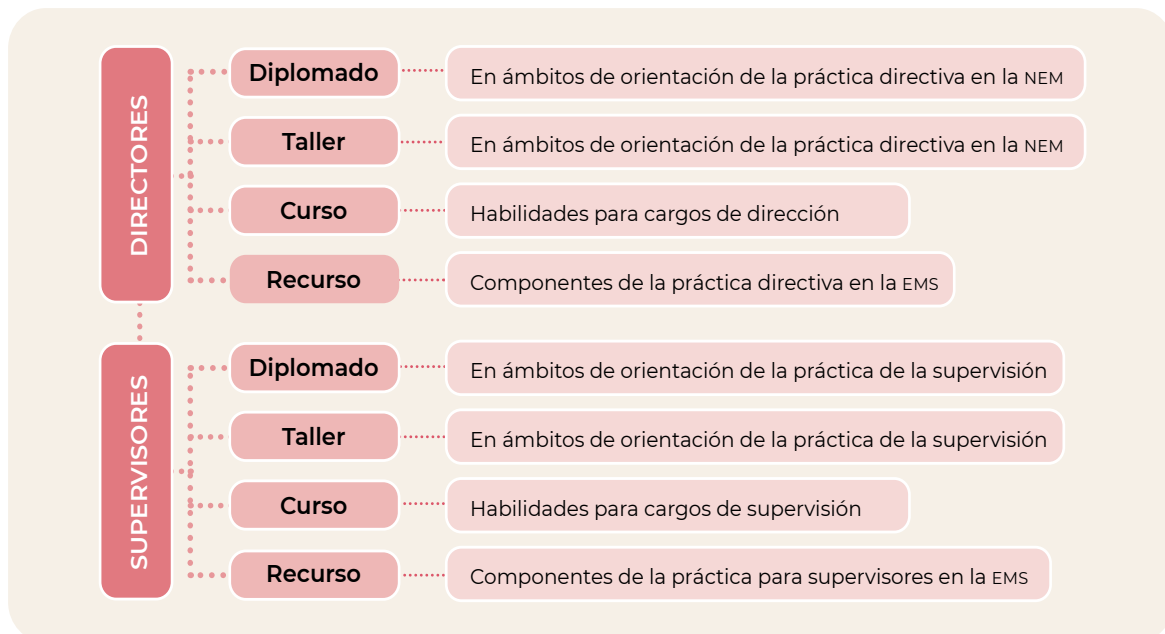 DIRECTORES
Diplomado
En ámbitos de orientación de la práctica directiva en la NEM
Taller
En ámbitos de orientación de la práctica directiva en la NEM
Curso
Habilidades para cargos de dirección
Recurso
Componentes de la práctica directiva en la EMS
SUPERVISORES
Diplomado
En ámbitos de orientación de la práctica de la supervisión
Taller
En ámbitos de orientación de la práctica de la supervisión
Curso
Habilidades para cargos de supervisión
Recurso
Componentes de la práctica para supervisores en la EMS